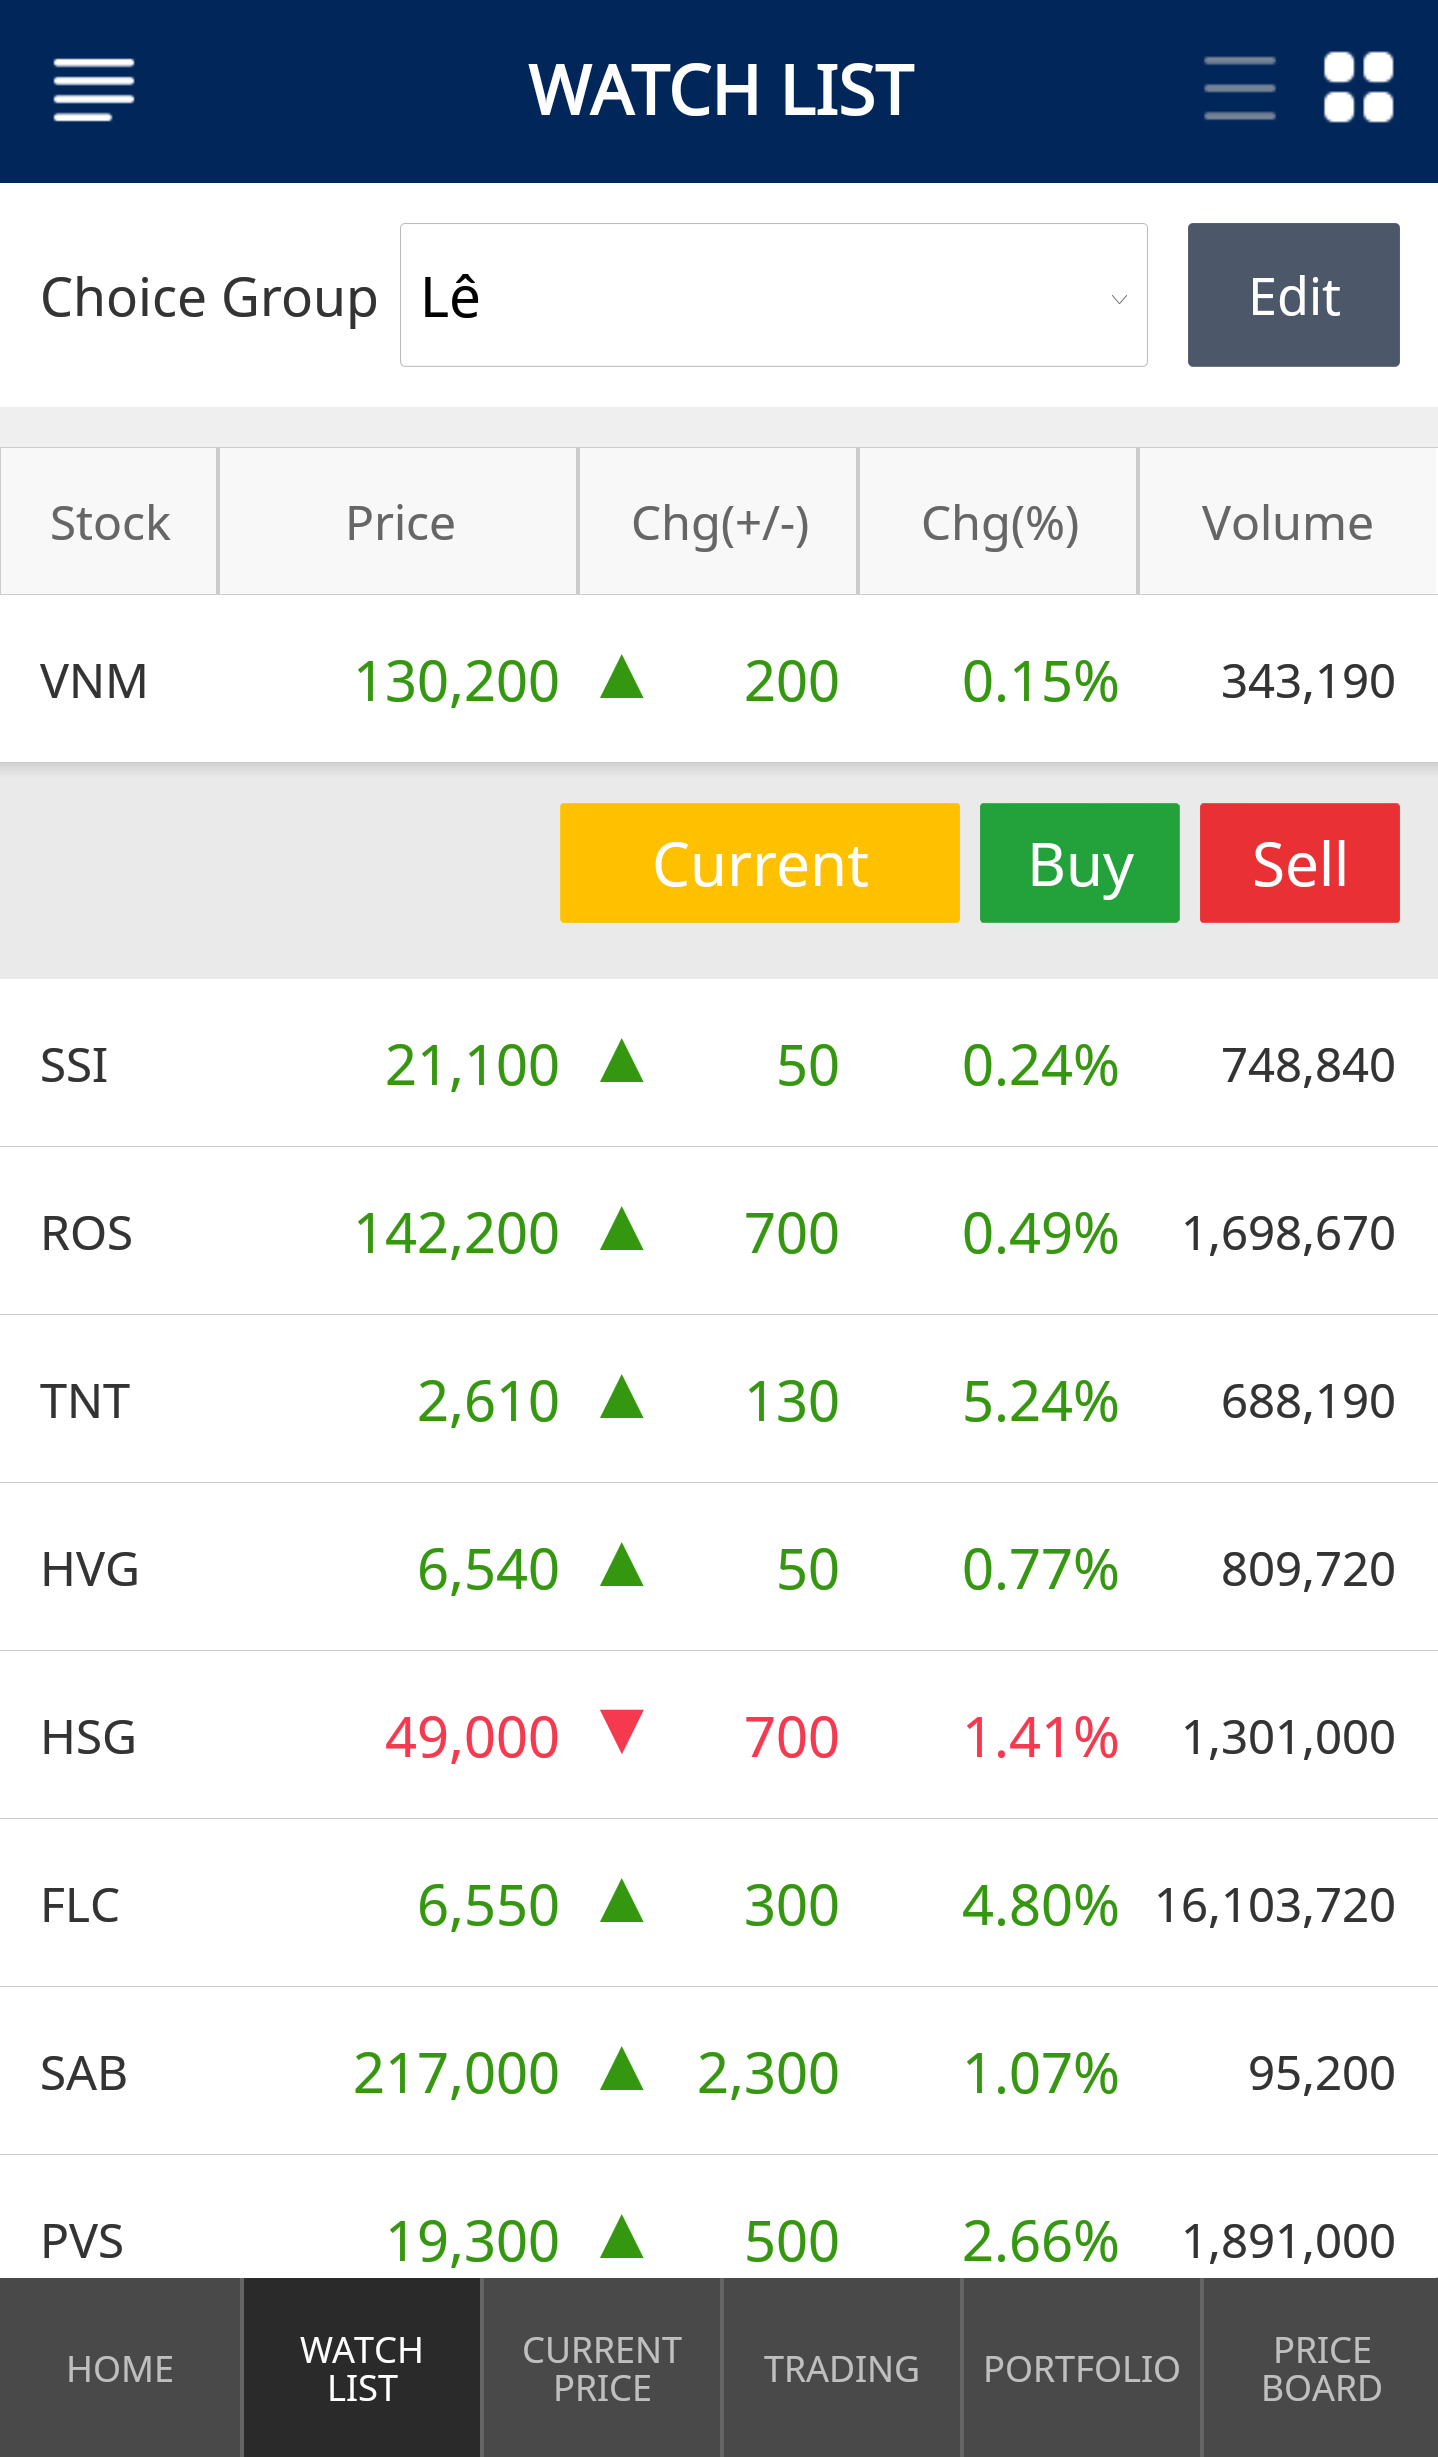 WATCH LIST
Choice Group Lê Edit
Stock Price Chg(+/-) Chg(%) Volume
VNM 130,200 ▲ 200 0.15% 343,190
Current Buy Sell
SSI 21,100 ▲ 50 0.24% 748,840
ROS 142,200 ▲ 700 0.49% 1,698,670
TNT 2,610 ▲ 130 5.24% 688,190
HVG 6,540 ▲ 50 0.77% 809,720
HSG 49,000 ▼ 700 1.41% 1,301,000
FLC 6,550 ▲ 300 4.80% 16,103,720
SAB 217,000 ▲ 2,300 1.07% 95,200
PVS 19,300 ▲ 500 2.66% 1,891,000
HOME
WATCH
LIST
CURRENT
PRICE
TRADING
PORTFOLIO
PRICE
BOARD